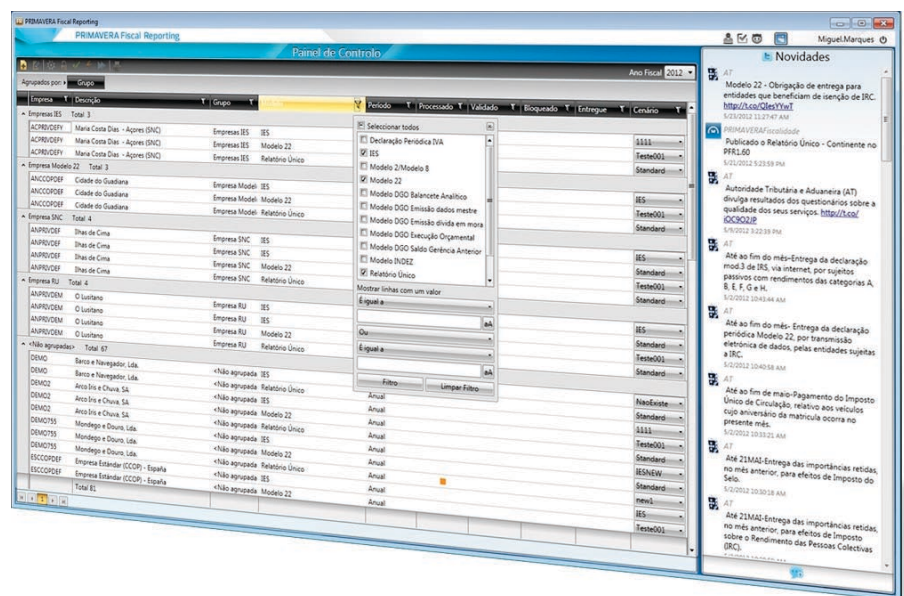 PRIMAVERA Fiscal Reporting
PRIMAVERA Fiscal Reporting
Miguel.Marques
Painel de Controlo
Ano Fiscal 2012
Agrupados por: Grupo
Empresa Descrição Grupo Período Processado Validado Bloqueado Entregue Cenário
Empresas IES Total 3
ACPRIVDEFY Maria Costa Dias - Açores (SNC) Empresas IES IES 1111
ACPRIVDEFY Maria Costa Dias - Açores (SNC) Empresas IES Modelo 22 Teste001
ACPRIVDEFY Maria Costa Dias - Açores (SNC) Empresas IES Relatório Único Standard
Empresa Modelo 22 Total 3
ANCCOPDEF Cidade do Guadiana Empresa Model IES IES
ANCCOPDEF Cidade do Guadiana Empresa Model Modelo 22 Teste001
ANCCOPDEF Cidade do Guadiana Empresa Model Relatório Único Standard
Empresa SNC Total 4
ANPRIVDEF Ilhas de Cima Empresa SNC IES IES
ANPRIVDEF Ilhas de Cima Empresa SNC IES Standard
ANPRIVDEF Ilhas de Cima Empresa SNC Modelo 22 Teste001
ANPRIVDEF Ilhas de Cima Empresa SNC Relatório Único Standard
Empresa RU Total 4
ANPRIVDEM O Lusitano Empresa RU IES IES
ANPRIVDEM O Lusitano Empresa RU IES Standard
ANPRIVDEM O Lusitano Empresa RU Modelo 22 Teste001
ANPRIVDEM O Lusitano Empresa RU Relatório Único Standard
<Não agrupadas> Total 67
DEMO Barco e Navegador, Lda. <Não agrupada IES NaoExiste
DEMO Barco e Navegador, Lda. <Não agrupada Relatório Único Anual Standard
DEMO2 Arco Iris e Chuva, SA <Não agrupada IES Anual 1111
DEMO2 Arco Iris e Chuva, SA <Não agrupada Modelo 22 Anual Teste001
DEMO2 Arco Iris e Chuva, SA <Não agrupada Relatório Único Anual Standard
DEMO755 Mondego e Douro, Lda. <Não agrupada IES Anual IESNEW
DEMO755 Mondego e Douro, Lda. <Não agrupada Modelo 22 Anual Standard
DEMO755 Mondego e Douro, Lda. <Não agrupada Relatório Único Anual new1
ESCCOPDEF Empresa Estándar (CCOP) - España <Não agrupada IES Anual IES
ESCCOPDEF Empresa Estándar (CCOP) - España <Não agrupada Modelo 22 Anual Teste001
Total 81
Seleccionar todos
Declaração Periódica IVA
IES
Modelo 2/Modelo 8
Modelo 22
Modelo DGO Balancete Analítico
Modelo DGO Emissão dados mestre
Modelo DGO Emissão dívida em mora
Modelo DGO Execução Orçamental
Modelo DGO Saldo Gerência Anterior
Modelo INDEZ
Relatório Único
Mostrar linhas com um valor
É igual a
aA
Ou
É igual a
aA
Filtro Limpar Filtro
Novidades
AT
Modelo 22 - Obrigação de entrega para
entidades que beneficiam de isenção de IRC.
http://t.co/QIesYYwT
5/23/2012 11:27:47 AM
PRIMAVERAFiscalidade
Publicado o Relatório Único - Continente no
PFR1.60
5/21/2012 5:23:59 PM
AT
Autoridade Tributária e Aduaneira (AT)
divulga resultados dos questionários sobre a
qualidade dos seus serviços. http://t.co/
iOC9O2JP
5/9/2012 3:22:39 PM
AT
Até ao fim do mês-Entrega da declaração
mod.3 de IRS, via internet, por sujeitos
passivos com rendimentos das categorias A,
B, E, F, G e H.
5/2/2012 10:43:44 AM
AT
Até ao fim do mês- Entrega da declaração
periódica Modelo 22, por transmissão
eletrónica de dados, pelas entidades sujeitas
a IRC.
5/2/2012 10:40:58 AM
AT
Até ao fim de maio-Pagamento do Imposto
Único de Circulação, relativo aos veículos
cujo aniversário da matrícula ocorra no
presente mês.
5/2/2012 10:33:21 AM
AT
Até 21MAI-Entrega das importâncias retidas,
no mês anterior, para efeitos de Imposto do
Selo.
5/2/2012 10:30:18 AM
AT
Até 21MAI-Entrega das importâncias retidas,
no mês anterior, para efeitos de Imposto
sobre o Rendimento das Pessoas Colectivas
(IRC).